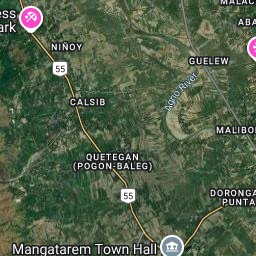 MALAC
ess
ark
ABA
NIÑOY
GUELEW
55
CALSIB
Agno River
MALIBO
QUETEGAN
(POGON-BALEG)
55
DORONGA
PUNTA
Mangatarem Town Hall